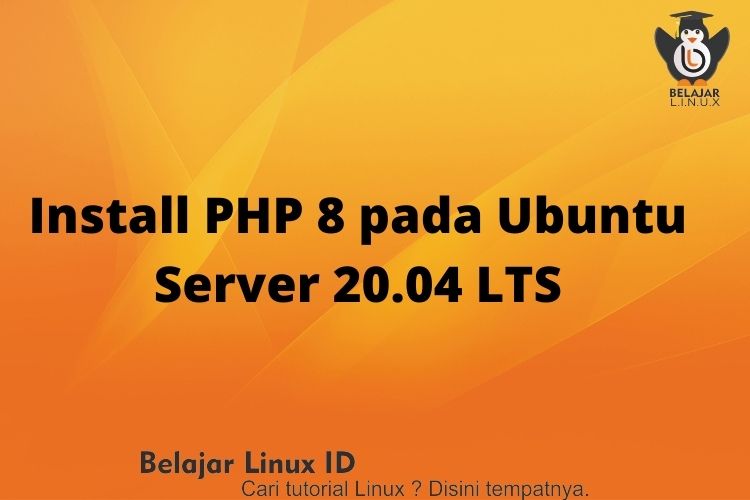 BELAJAR
L.I.N.U.X
Install PHP 8 pada Ubuntu
Server 20.04 LTS
Belajar Linux ID
Cari tutorial Linux ? Disini tempatnya.